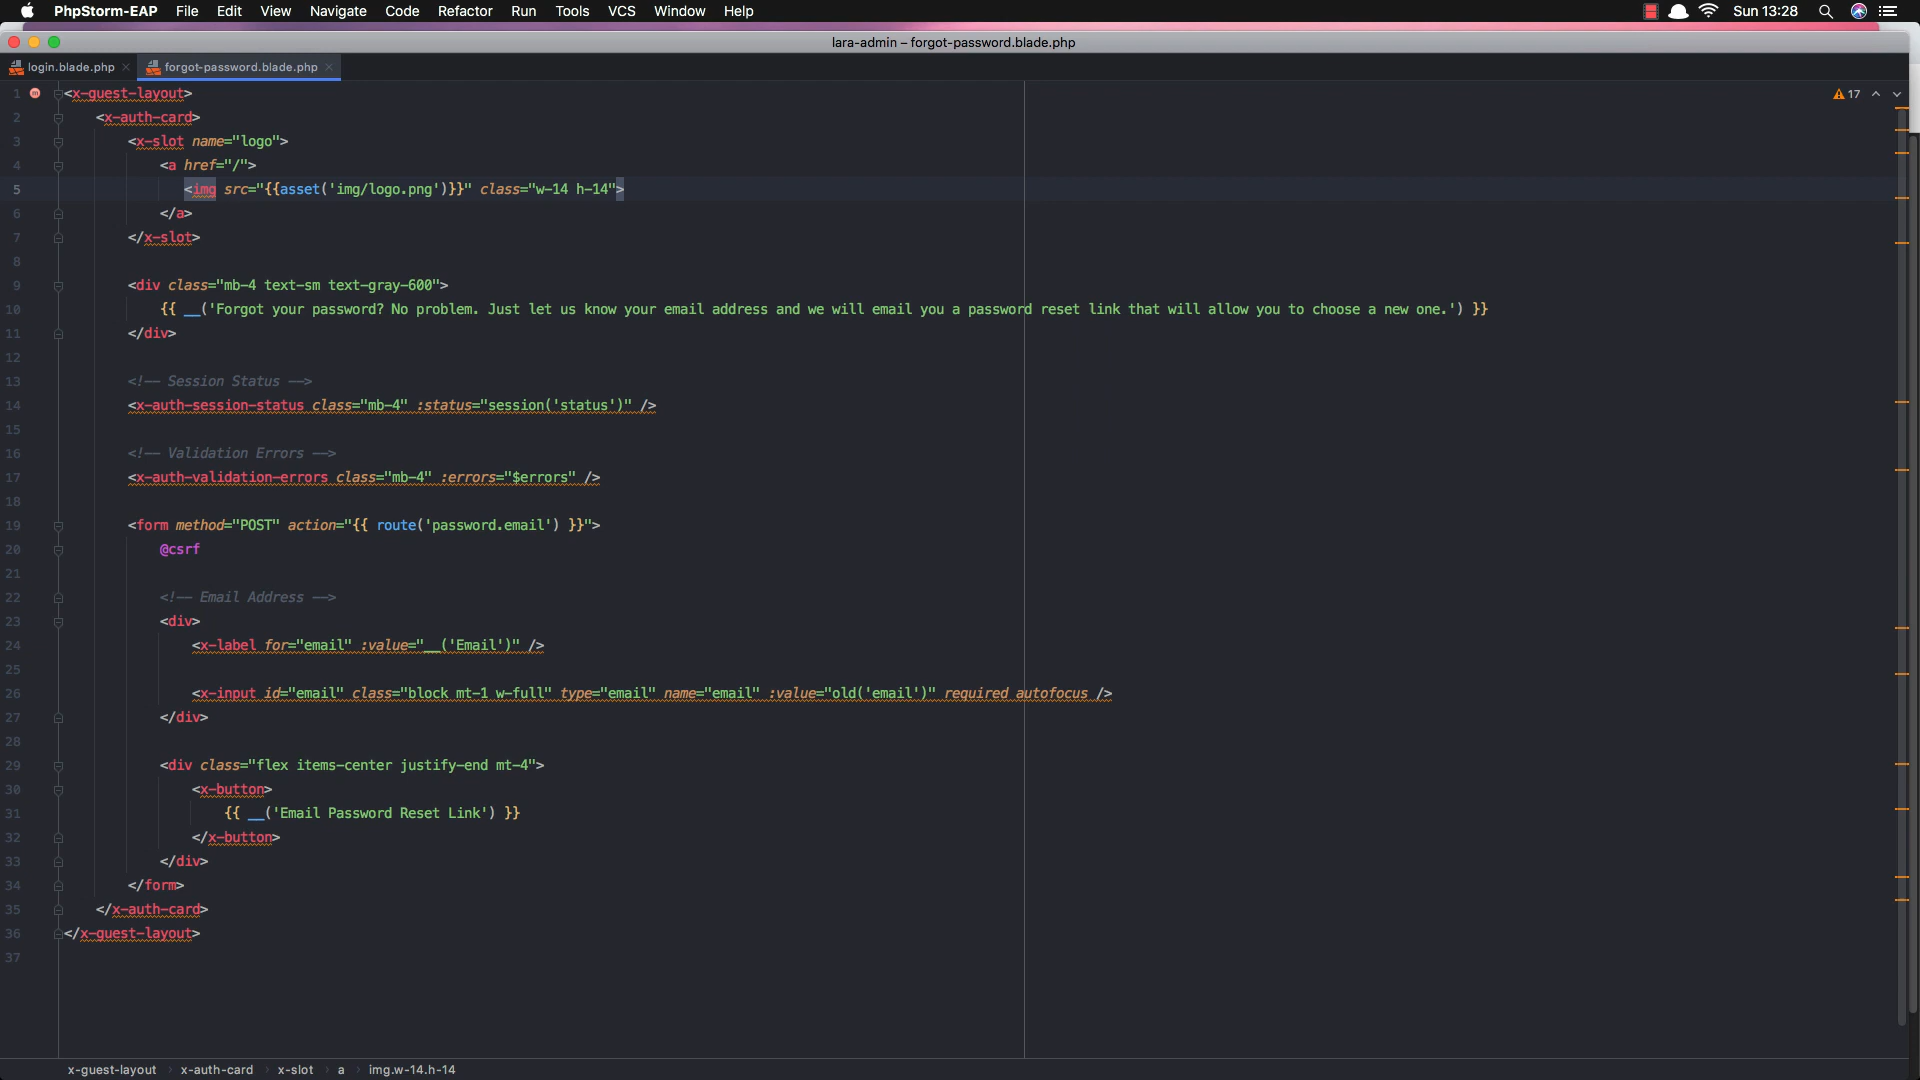 PhpStorm-EAP File Edit View Navigate Code Refactor Run Tools VCS Window Help Sun 13:28
lara-admin – forgot-password.blade.php
login.blade.php × forgot-password.blade.php ×
1 <x-guest-layout> 17
2 <x-auth-card>
3 <x-slot name="logo">
4 <a href="/">
5 <img src="{{asset('img/logo.png')}}" class="w-14 h-14">
6 </a>
7 </x-slot>
8
9 <div class="mb-4 text-sm text-gray-600">
10 {{ __('Forgot your password? No problem. Just let us know your email address and we will email you a password reset link that will allow you to choose a new one.') }}
11 </div>
12
13 <!-- Session Status -->
14 <x-auth-session-status class="mb-4" :status="session('status')" />
15
16 <!-- Validation Errors -->
17 <x-auth-validation-errors class="mb-4" :errors="$errors" />
18
19 <form method="POST" action="{{ route('password.email') }}">
20 @csrf
21
22 <!-- Email Address -->
23 <div>
24 <x-label for="email" :value="__('Email')" />
25
26 <x-input id="email" class="block mt-1 w-full" type="email" name="email" :value="old('email')" required autofocus />
27 </div>
28
29 <div class="flex items-center justify-end mt-4">
30 <x-button>
31 {{ __('Email Password Reset Link') }}
32 </x-button>
33 </div>
34 </form>
35 </x-auth-card>
36 </x-guest-layout>
37
x-guest-layout › x-auth-card › x-slot › a › img.w-14.h-14